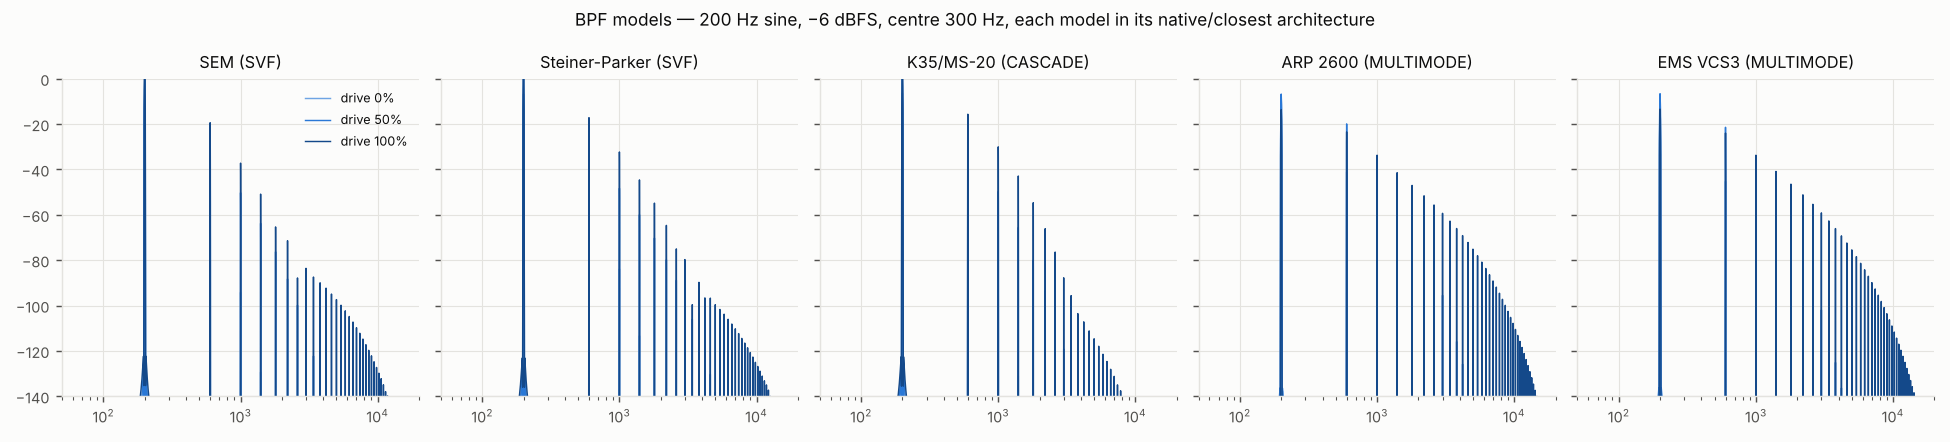 BPF models — 200 Hz sine, −6 dBFS, centre 300 Hz, each model in its native/closest architecture
SEM (SVF)
Steiner-Parker (SVF)
K35/MS-20 (CASCADE)
ARP 2600 (MULTIMODE)
EMS VCS3 (MULTIMODE)
drive 0%
drive 50%
drive 100%
0
−20
−40
−60
−80
−100
−120
−140
10² 10³ 10⁴
10² 10³ 10⁴
10² 10³ 10⁴
10² 10³ 10⁴
10² 10³ 10⁴